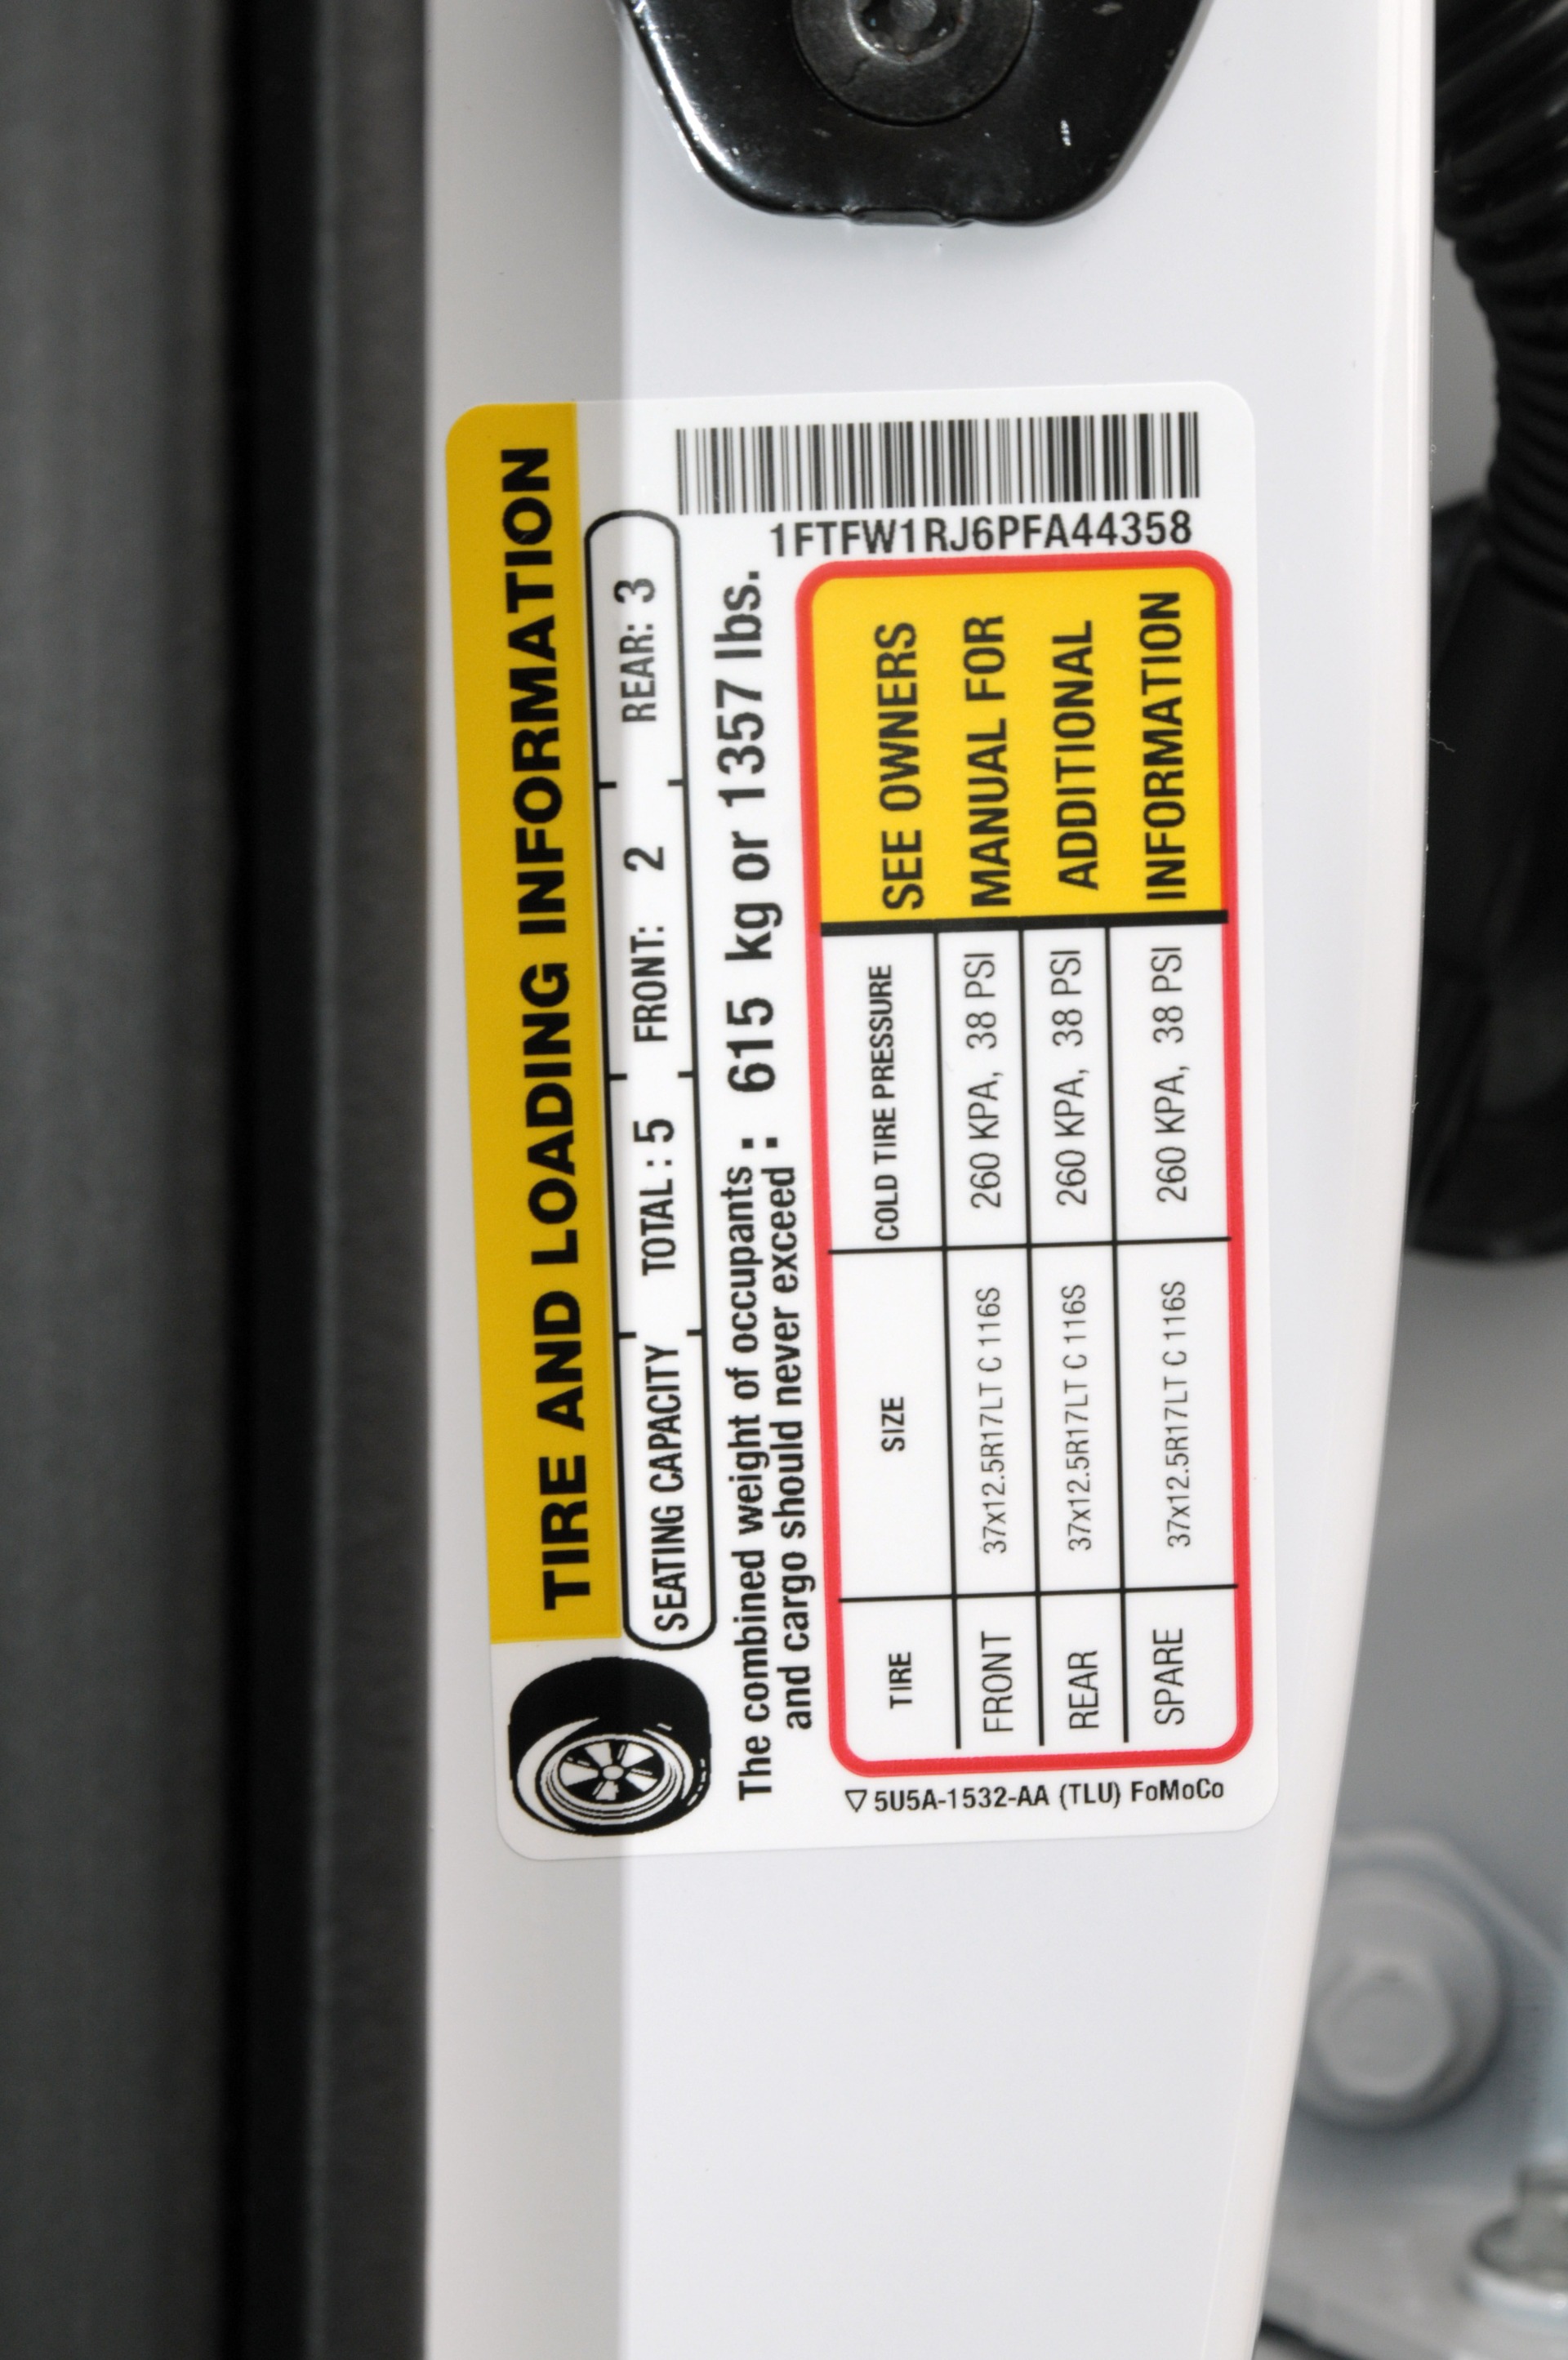 TIRE AND LOADING INFORMATION
SEATING CAPACITY TOTAL : 5 FRONT: 2 REAR: 3
The combined weight of occupants : 615 kg or 1357 lbs.
and cargo should never exceed :
1FTFW1RJ6PFA44358
TIRE SIZE COLD TIRE PRESSURE
FRONT 37x12.5R17LT C 116S 260 KPA, 38 PSI
REAR 37x12.5R17LT C 116S 260 KPA, 38 PSI
SPARE 37x12.5R17LT C 116S 260 KPA, 38 PSI
SEE OWNERS
MANUAL FOR
ADDITIONAL
INFORMATION
▽ 5U5A-1532-AA (TLU) FoMoCo